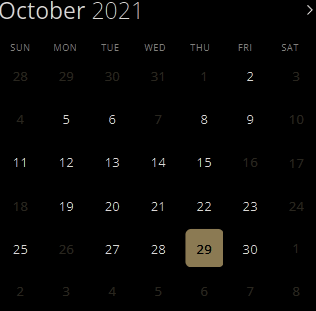 October 2021
SUN MON TUE WED THU FRI SAT
28 29 30 31 1 2 3
4 5 6 7 8 9 10
11 12 13 14 15 16 17
18 19 20 21 22 23 24
25 26 27 28 29 30 1
2 3 4 5 6 7 8